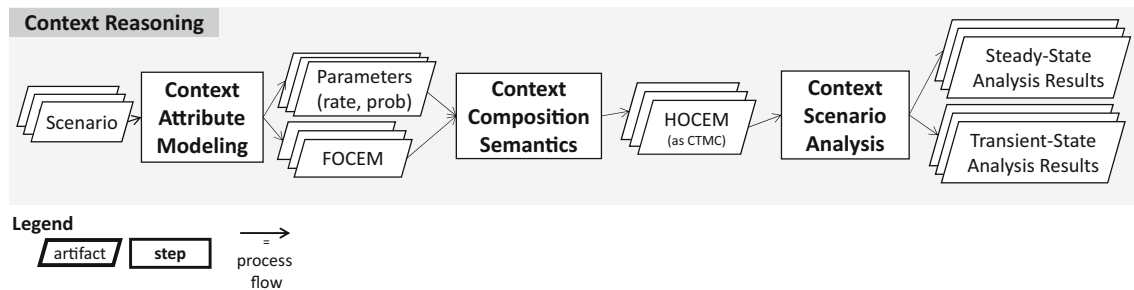 Context Reasoning
Scenario
Context
Attribute
Modeling
Parameters
(rate, prob)
FOCEM
Context
Composition
Semantics
HOCEM
(as CTMC)
Context
Scenario
Analysis
Steady-State
Analysis Results
Transient-State
Analysis Results
Legend
artifact
step
=
process
flow